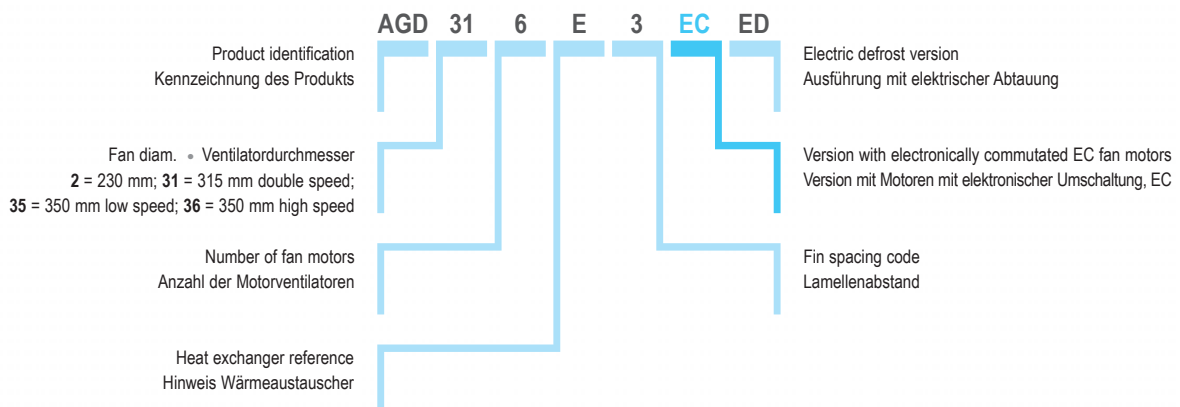 AGD 31 6 E 3 EC ED
Product identification
Kennzeichnung des Produkts
Electric defrost version
Ausführung mit elektrischer Abtauung
Fan diam. • Ventilatordurchmesser
2 = 230 mm; 31 = 315 mm double speed;
35 = 350 mm low speed; 36 = 350 mm high speed
Version with electronically commutated EC fan motors
Version mit Motoren mit elektronischer Umschaltung, EC
Number of fan motors
Anzahl der Motorventilatoren
Fin spacing code
Lamellenabstand
Heat exchanger reference
Hinweis Wärmeaustauscher